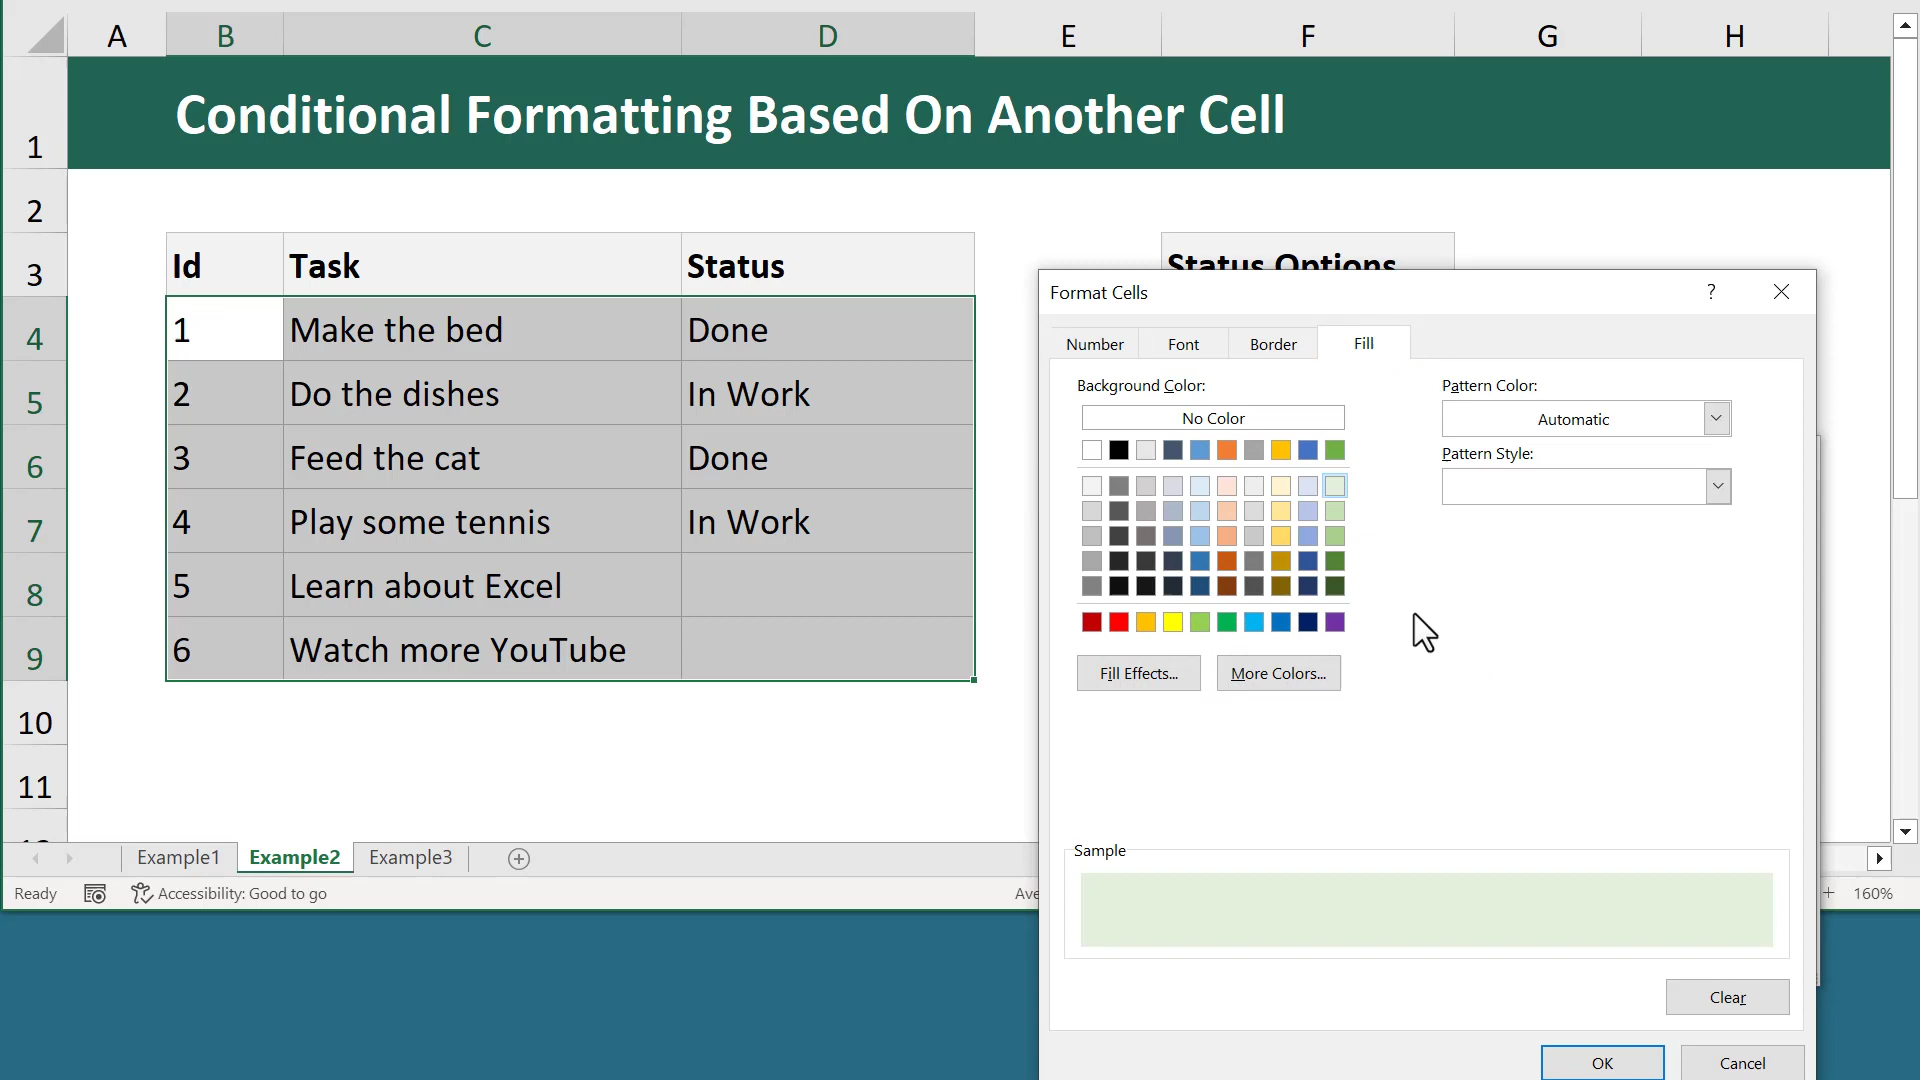 A B C D E F G H
1 Conditional Formatting Based On Another Cell
2
3 Id Task Status Status Options
4 1 Make the bed Done
5 2 Do the dishes In Work
6 3 Feed the cat Done
7 4 Play some tennis In Work
8 5 Learn about Excel
9 6 Watch more YouTube
10
11
Example1 Example2 Example3
Ready Accessibility: Good to go Ave 160%
Format Cells ?
Number Font Border Fill
Background Color:
No Color
Fill Effects... More Colors...
Pattern Color:
Automatic
Pattern Style:
Sample
Clear
OK Cancel